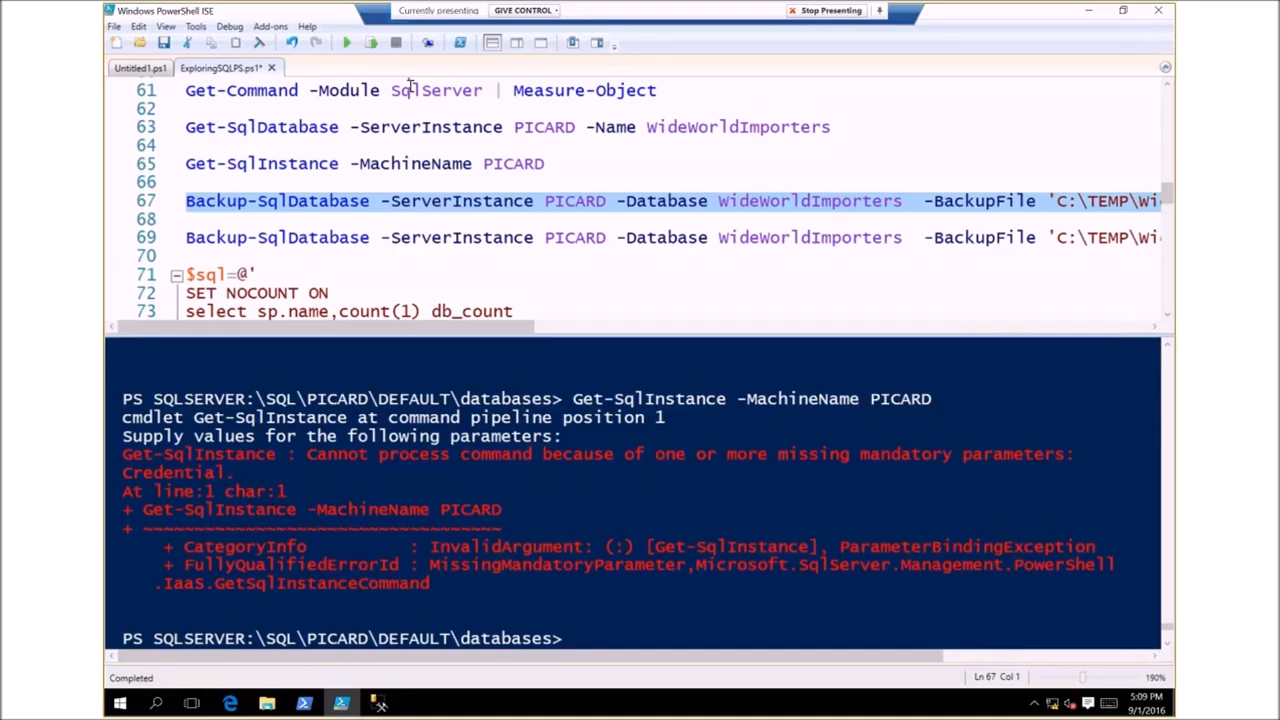 Windows PowerShell ISE
Currently presenting
GIVE CONTROL
Stop Presenting
File Edit View Tools Debug Add-ons Help
Untitled1.ps1 ExploringSQLPS.ps1*
61 Get-Command -Module SqlServer | Measure-Object
62
63 Get-SqlDatabase -ServerInstance PICARD -Name WideWorldImporters
64
65 Get-SqlInstance -MachineName PICARD
66
67 Backup-SqlDatabase -ServerInstance PICARD -Database WideWorldImporters -BackupFile 'C:\TEMP\Wi
68
69 Backup-SqlDatabase -ServerInstance PICARD -Database WideWorldImporters -BackupFile 'C:\TEMP\Wi
70
71 $sql=@'
72 SET NOCOUNT ON
73 select sp.name,count(1) db_count
PS SQLSERVER:\SQL\PICARD\DEFAULT\databases> Get-SqlInstance -MachineName PICARD
cmdlet Get-SqlInstance at command pipeline position 1
Supply values for the following parameters:
Get-SqlInstance : Cannot process command because of one or more missing mandatory parameters:
Credential.
At line:1 char:1
+ Get-SqlInstance -MachineName PICARD
+ ~~~~~~~~~~~~~~~~~~~~~~~~~~~~~~~~~~~
+ CategoryInfo : InvalidArgument: (:) [Get-SqlInstance], ParameterBindingException
+ FullyQualifiedErrorId : MissingMandatoryParameter,Microsoft.SqlServer.Management.PowerShell
.IaaS.GetSqlInstanceCommand
PS SQLSERVER:\SQL\PICARD\DEFAULT\databases>
Completed
Ln 67 Col 1
190%
5:09 PM
9/1/2016